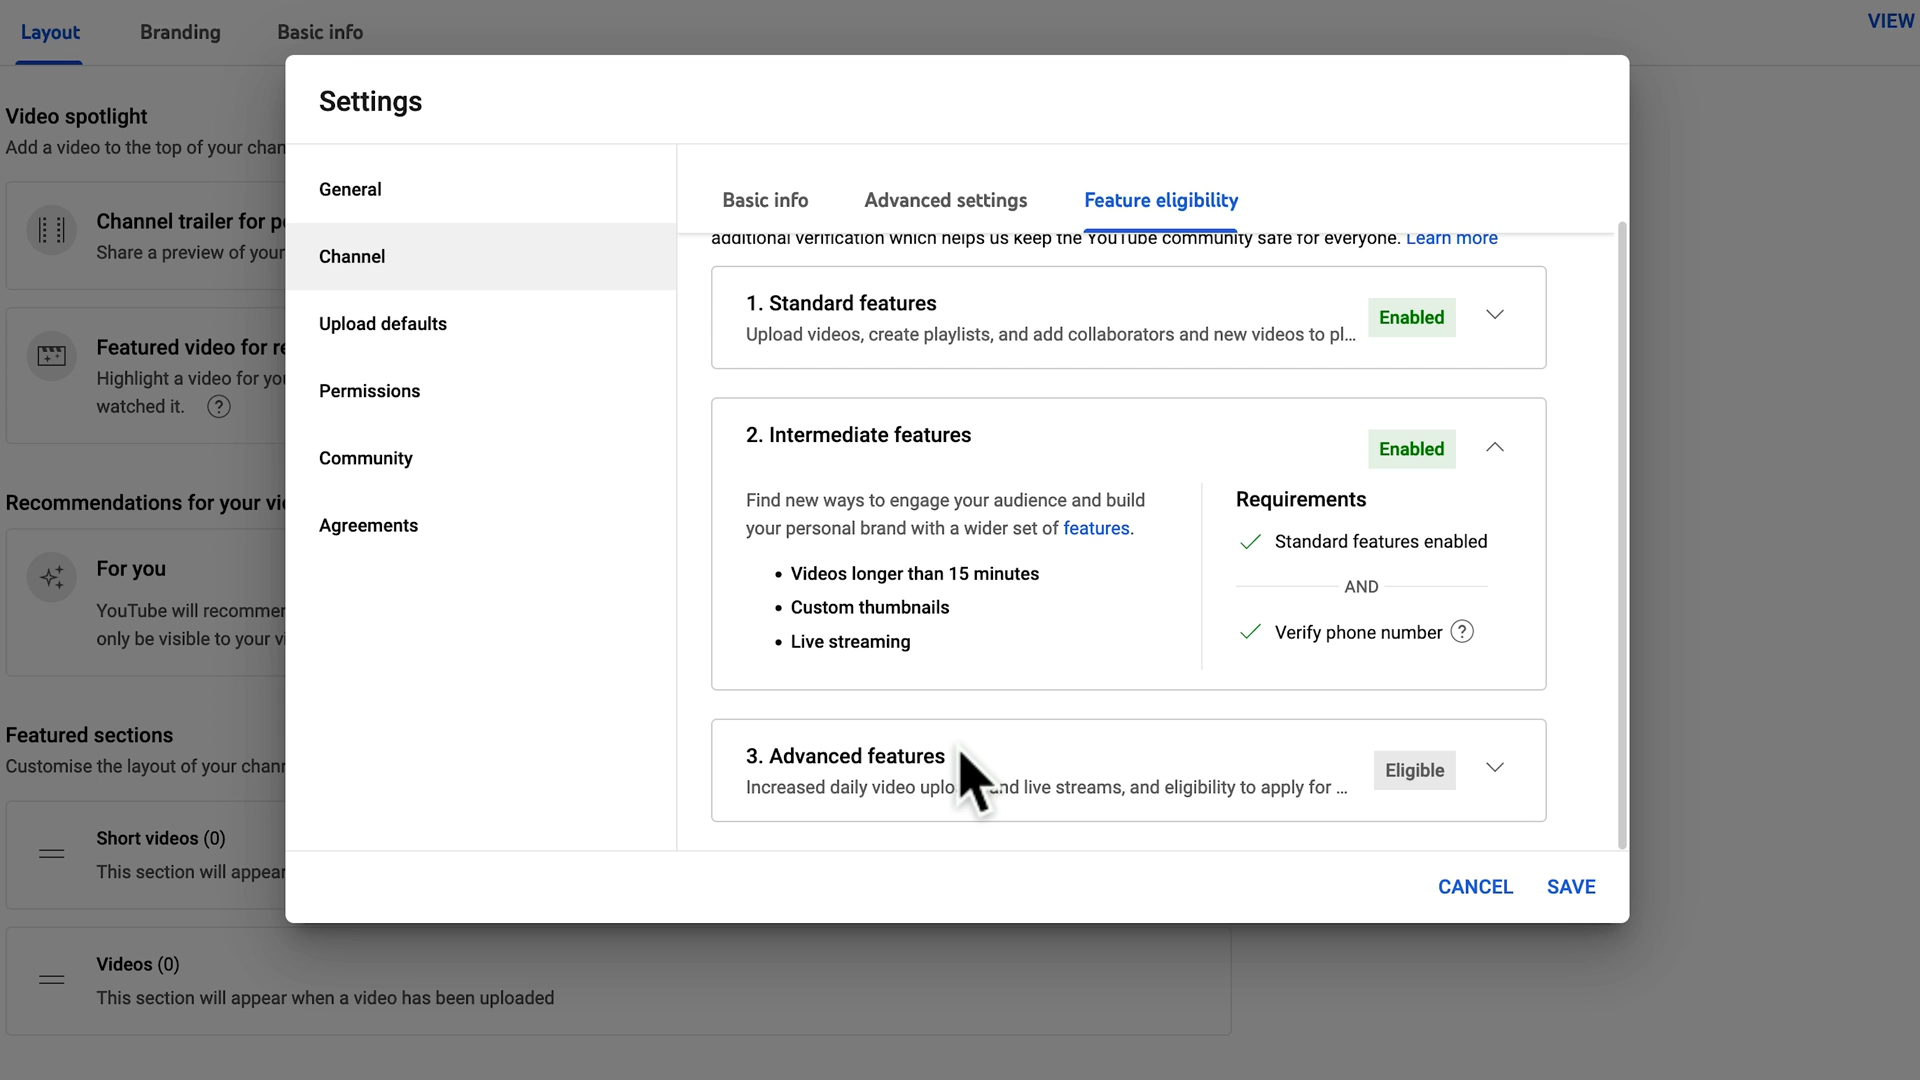 Layout
Branding
Basic info
VIEW
Video spotlight
Add a video to the top of your
Channel trailer for
Share a preview of your
Featured video for
Highlight a video for
watched it.
?
Recommendations for your
For you
YouTube will
only be visible to your
Featured sections
Customise the layout of your
Short videos (0)
This section will appear
Videos (0)
This section will appear when a video has been uploaded
Settings
General
Channel
Upload defaults
Permissions
Community
Agreements
Basic info
Advanced settings
Feature eligibility
additional verification which helps us keep the YouTube community safe for everyone. Learn more
1. Standard features
Upload videos, create playlists, and add collaborators and new videos to pl...
Enabled
2. Intermediate features
Enabled
Find new ways to engage your audience and build
your personal brand with a wider set of features.
• Videos longer than 15 minutes
• Custom thumbnails
• Live streaming
Requirements
Standard features enabled
AND
Verify phone number ?
3. Advanced features
Increased daily video and live streams, and eligibility to apply for ...
Eligible
CANCEL
SAVE